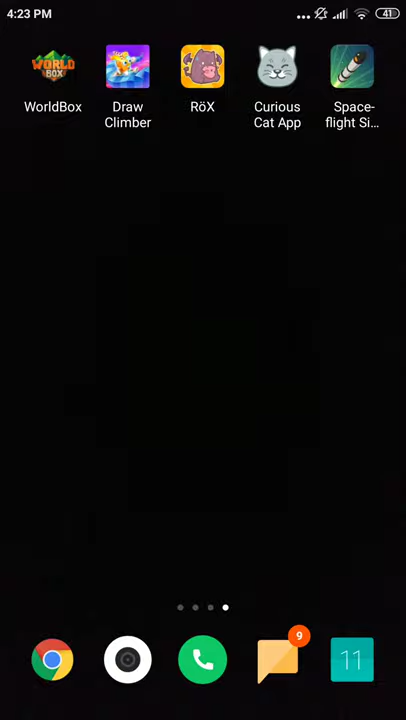 4:23 PM
41
WORLD
BOX
WorldBox
Draw
Climber
RöX
Curious
Cat App
Space-
flight Si...
9
11